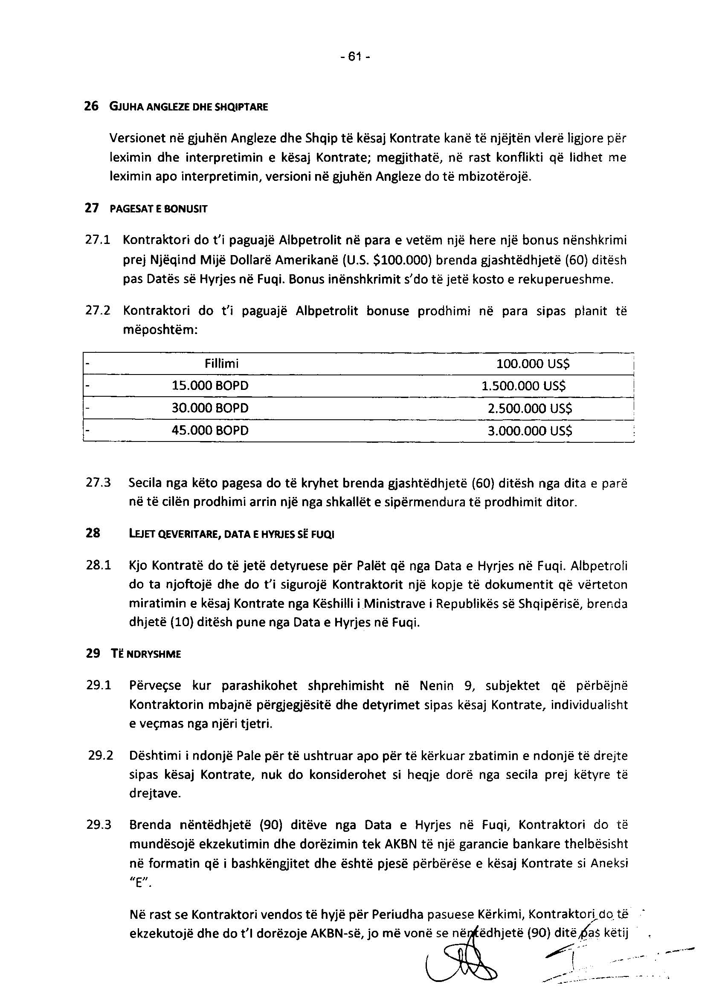 - 61 -
26 GJUHA ANGLEZE DHE SHQIPTARE
Versionet në gjuhën Angleze dhe Shqip të kësaj Kontrate kanë të njëjtën vlerë ligjore për
leximin dhe interpretimin e kësaj Kontrate; megjithatë, në rast konflikti që lidhet me
leximin apo interpretimin, versioni në gjuhën Angleze do të mbizotërojë.
27 PAGESAT E BONUSIT
27.1 Kontraktori do t'i paguajë Albpetrolit në para e vetëm një here një bonus nënshkrimi
prej Njëqind Mijë Dollarë Amerikanë (U.S. $100.000) brenda gjashtëdhjetë (60) ditësh
pas Datës së Hyrjes në Fuqi. Bonus inënshkrimit s'do të jetë kosto e rekuperueshme.
27.2 Kontraktori do t'i paguajë Albpetrolit bonuse prodhimi në para sipas planit të
mëposhtëm:
- Fillimi 100.000 US$
- 15.000 BOPD 1.500.000 US$
- 30.000 BOPD 2.500.000 US$
- 45.000 BOPD 3.000.000 US$
27.3 Secila nga këto pagesa do të kryhet brenda gjashtëdhjetë (60) ditësh nga dita e parë
në të cilën prodhimi arrin një nga shkallët e sipërmendura të prodhimit ditor.
28 LEJET QEVERITARE, DATA E HYRJES SË FUQI
28.1 Kjo Kontratë do të jetë detyruese për Palët që nga Data e Hyrjes në Fuqi. Albpetroli
do ta njoftojë dhe do t'i sigurojë Kontraktorit një kopje të dokumentit që vërteton
miratimin e kësaj Kontrate nga Këshilli i Ministrave i Republikës së Shqipërisë, brenda
dhjetë (10) ditësh pune nga Data e Hyrjes në Fuqi.
29 TË NDRYSHME
29.1 Përveçse kur parashikohet shprehimisht në Nenin 9, subjektet që përbëjnë
Kontraktorin mbajnë përgjegjësitë dhe detyrimet sipas kësaj Kontrate, individualisht
e veçmas nga njëri tjetri.
29.2 Dështimi i ndonjë Pale për të ushtruar apo për të kërkuar zbatimin e ndonjë të drejte
sipas kësaj Kontrate, nuk do konsiderohet si heqje dorë nga secila prej këtyre të
drejtave.
29.3 Brenda nëntëdhjetë (90) ditëve nga Data e Hyrjes në Fuqi, Kontraktori do të
mundësojë ekzekutimin dhe dorëzimin tek AKBN të një garancie bankare thelbësisht
në formatin që i bashkëngjitet dhe është pjesë përbërëse e kësaj Kontrate si Aneksi
"E".
Në rast se Kontraktori vendos të hyjë për Periudha pasuese Kërkimi, Kontraktori do të
ekzekutojë dhe do t'I dorëzoje AKBN-së, jo më vonë se nëntëdhjetë (90) ditë pas këtij